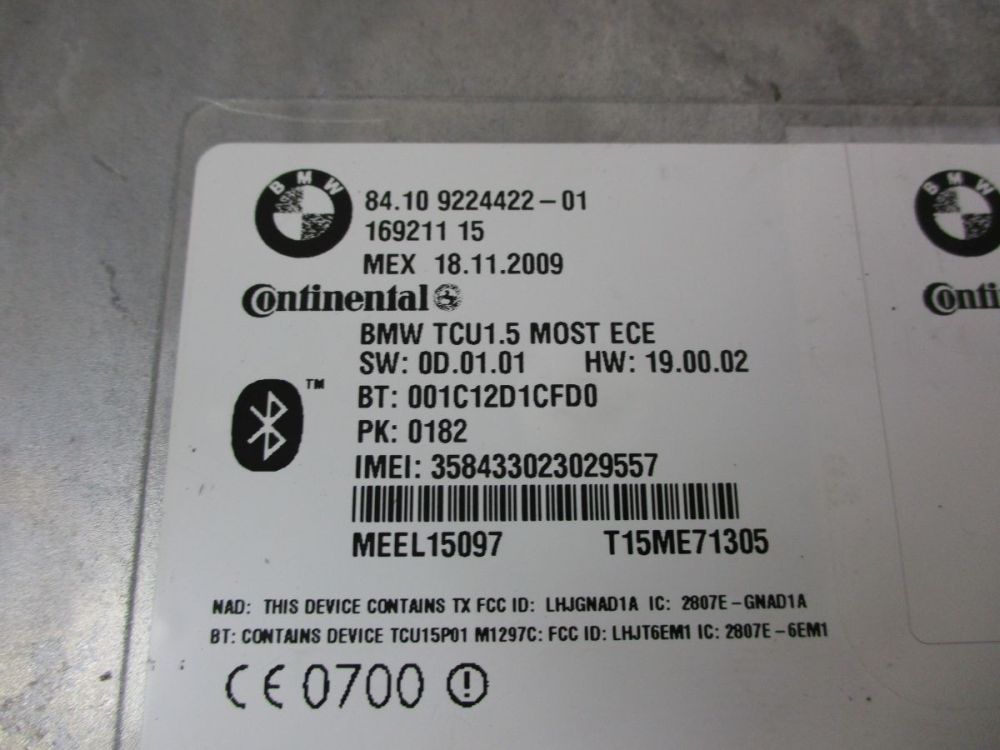 BMW
84.10 9224422-01
169211 15
MEX 18.11.2009
Continental
BMW TCU1.5 MOST ECE
SW: 0D.01.01 HW: 19.00.02
BT: 001C12D1CFD0
TM
PK: 0182
IMEI: 358433023029557
MEEL15097 T15ME71305
NAD: THIS DEVICE CONTAINS TX FCC ID: LHJGNAD1A IC: 2807E-GNAD1A
BT: CONTAINS DEVICE TCU15P01 M1297C: FCC ID: LHJT6EM1 IC: 2807E-6EM1
CE 0700 !
BMW
Conti